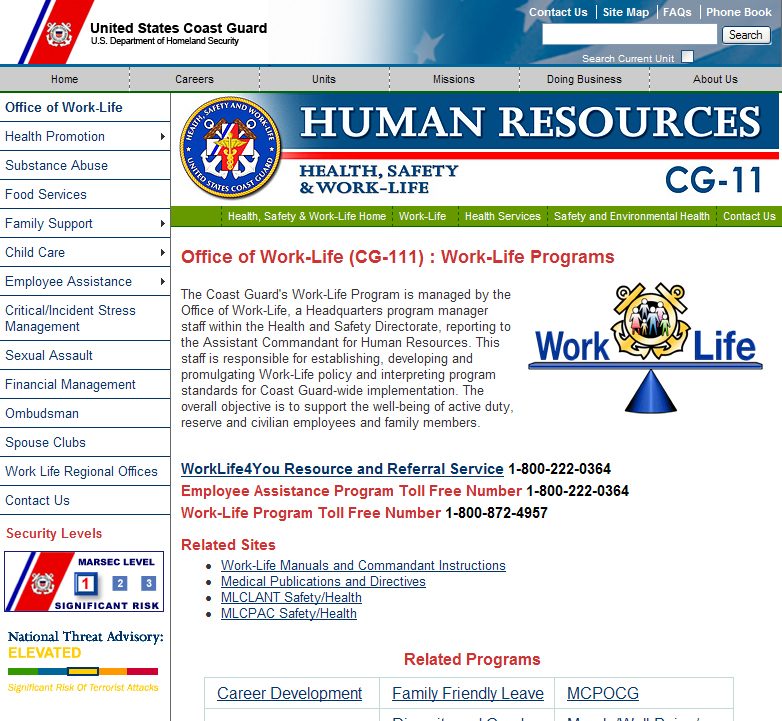 Contact Us | Site Map | FAQs | Phone Book
United States Coast Guard
U.S. Department of Homeland Security
Search
Search Current Unit
Home Careers Units Missions Doing Business About Us
Office of Work-Life
Health Promotion
Substance Abuse
Food Services
Family Support
Child Care
Employee Assistance
Critical/Incident Stress
Management
Sexual Assault
Financial Management
Ombudsman
Spouse Clubs
Work Life Regional Offices
Contact Us
Security Levels
MARSEC LEVEL
1 2 3
SIGNIFICANT RISK
National Threat Advisory:
ELEVATED
Significant Risk Of Terrorist Attacks
HEALTH, SAFETY AND WORK-LIFE
UNITED STATES COAST GUARD
HUMAN RESOURCES
HEALTH, SAFETY
& WORK-LIFE
CG-11
Health, Safety & Work-Life Home Work-Life Health Services Safety and Environmental Health Contact Us
Office of Work-Life (CG-111) : Work-Life Programs
The Coast Guard's Work-Life Program is managed by the
Office of Work-Life, a Headquarters program manager
staff within the Health and Safety Directorate, reporting to
the Assistant Commandant for Human Resources. This
staff is responsible for establishing, developing and
promulgating Work-Life policy and interpreting program
standards for Coast Guard-wide implementation. The
overall objective is to support the well-being of active duty,
reserve and civilian employees and family members.
Work Life
WorkLife4You Resource and Referral Service 1-800-222-0364
Employee Assistance Program Toll Free Number 1-800-222-0364
Work-Life Program Toll Free Number 1-800-872-4957
Related Sites
• Work-Life Manuals and Commandant Instructions
• Medical Publications and Directives
• MLCLANT Safety/Health
• MLCPAC Safety/Health
Related Programs
Career Development Family Friendly Leave MCPOCG